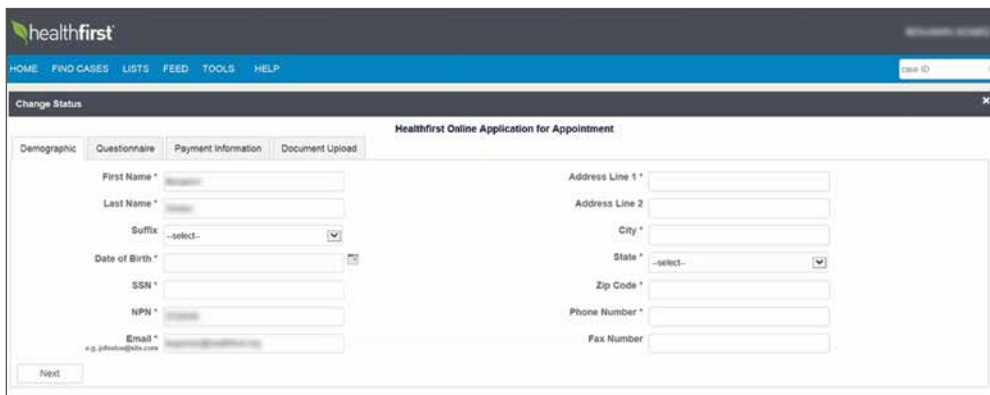 healthfirst
HOME FIND CASES LISTS FEED TOOLS HELP case ID
Change Status x
Healthfirst Online Application for Appointment
Demographic Questionnaire Payment Information Document Upload
First Name * Address Line 1 *
Last Name * Address Line 2
Suffix --select-- City *
Date of Birth * State * --select--
SSN * Zip Code *
NPN * Phone Number *
Email * Fax Number
e.g. johndoe@site.com
Next